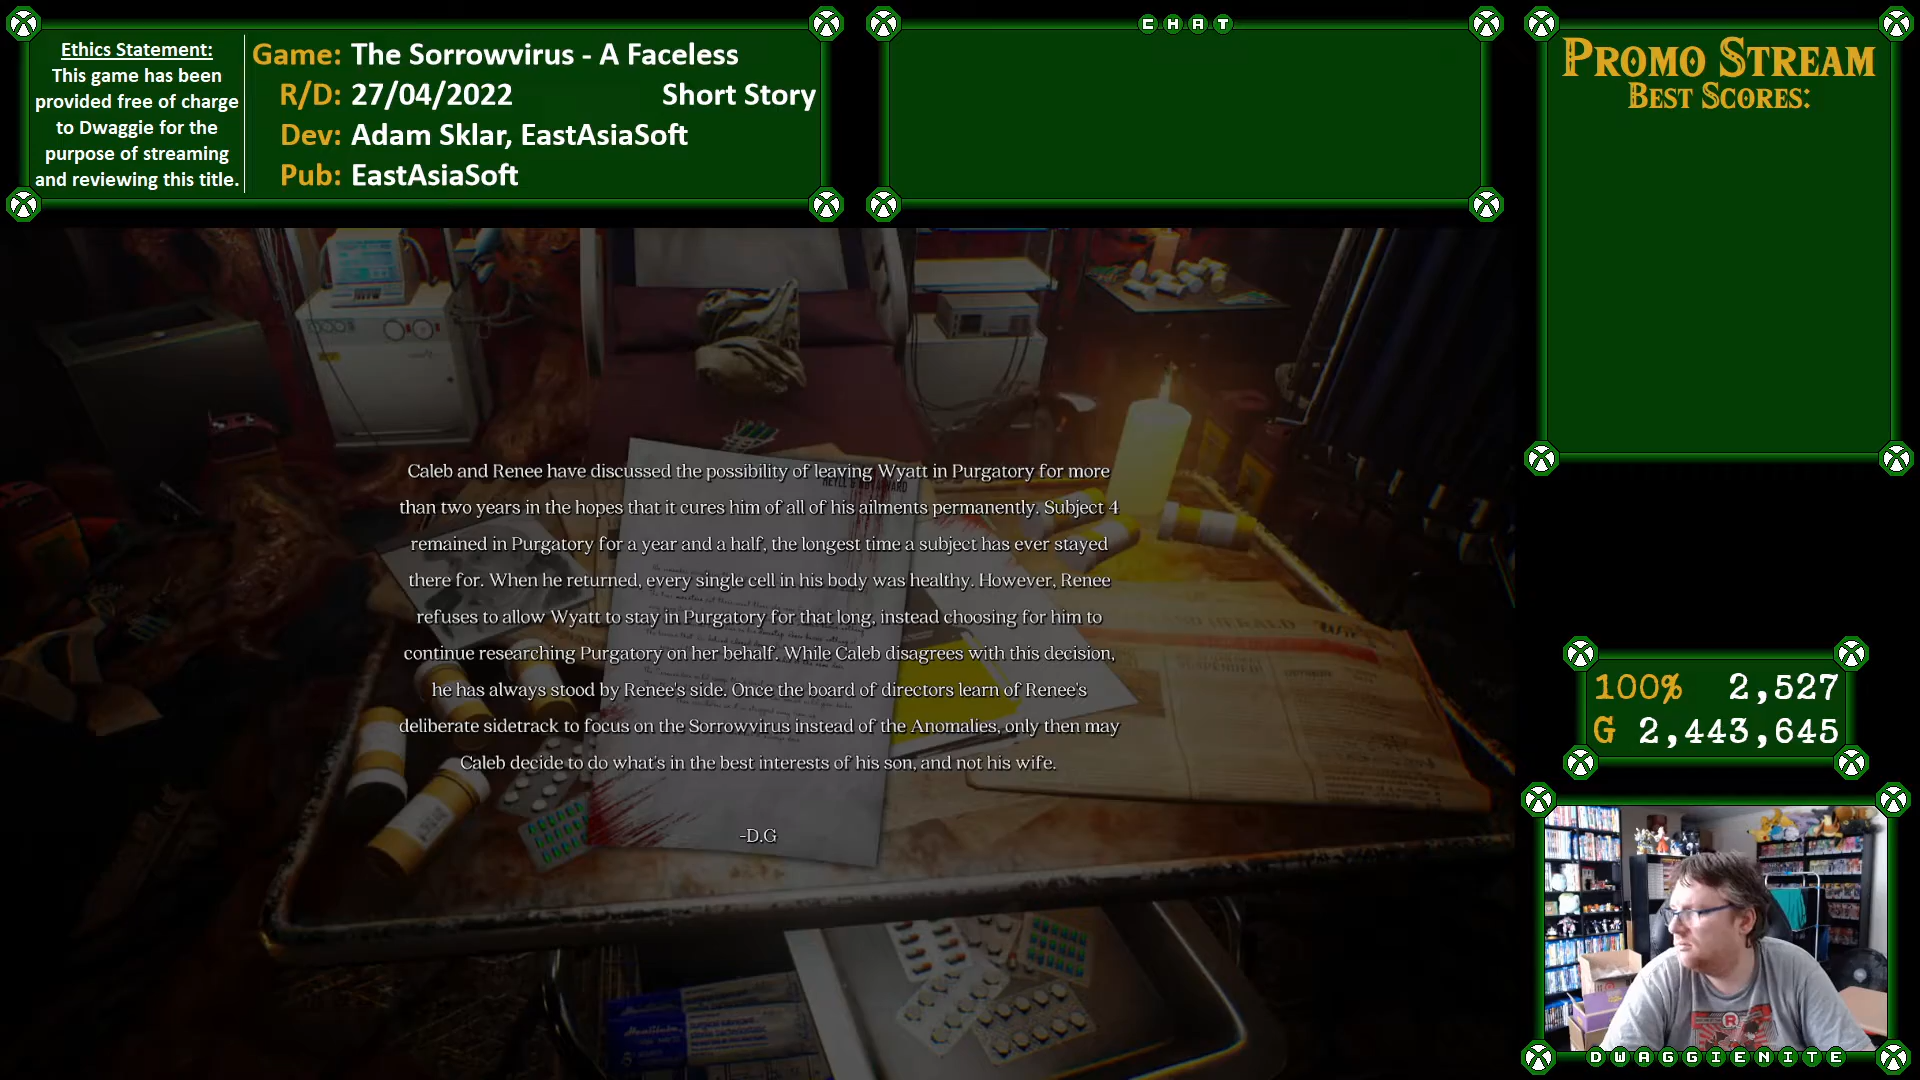 Ethics Statement:
This game has been
provided free of charge
to Dwaggie for the
purpose of streaming
and reviewing this title.
Game: The Sorrowvirus - A Faceless
R/D: 27/04/2022 Short Story
Dev: Adam Sklar, EastAsiaSoft
Pub: EastAsiaSoft
CHAT
Promo Stream
Best Scores:
Caleb and Renee have discussed the possibility of leaving Wyatt in Purgatory for more
than two years in the hopes that it cures him of all of his ailments permanently. Subject 4
remained in Purgatory for a year and a half, the longest time a subject has ever stayed
there for. When he returned, every single cell in his body was healthy. However, Renee
refuses to allow Wyatt to stay in Purgatory for that long, instead choosing for him to
continue researching Purgatory on her behalf. While Caleb disagrees with this decision,
he has always stood by Renee's side. Once the board of directors learn of Renee's
deliberate sidetrack to focus on the Sorrowvirus instead of the Anomalies, only then may
Caleb decide to do what's in the best interests of his son, and not his wife.
-D.G
HERALD
100% 2,527
G 2,443,645
DWAGGIENITE